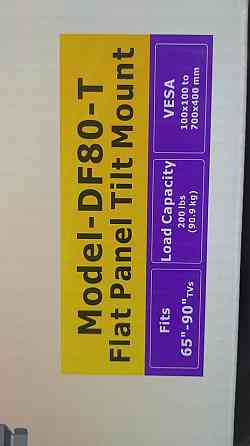 Model-DF80-T
Flat Panel Tilt Mount
Fits
65"-90" TVs
Load Capacity
200 lbs
(90.9 kg)
VESA
100x100 to
700x400 mm